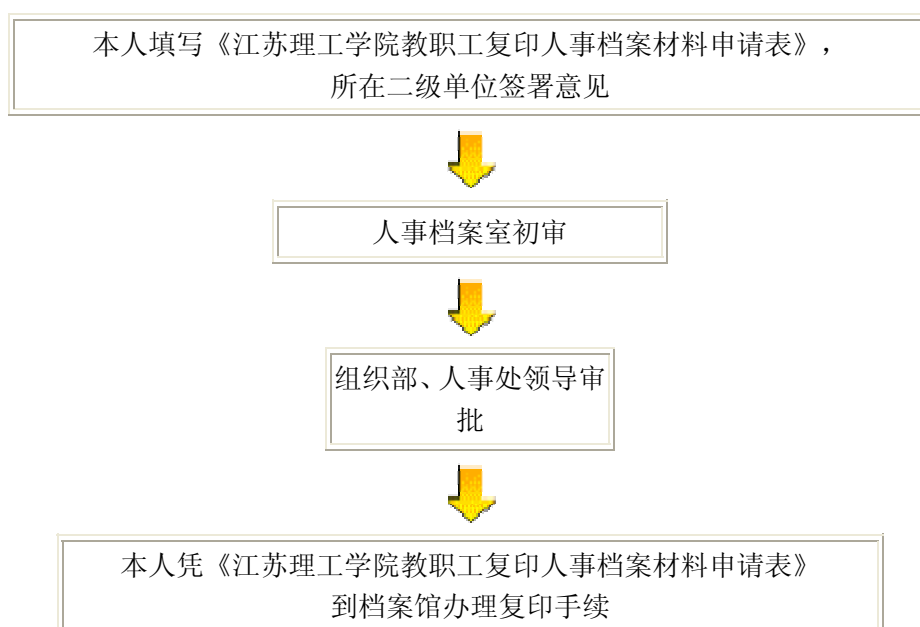 本人填写《江苏理工学院教职工复印人事档案材料申请表》，
所在二级单位签署意见
人事档案室初审
组织部、人事处领导审
批
本人凭《江苏理工学院教职工复印人事档案材料申请表》
到档案馆办理复印手续